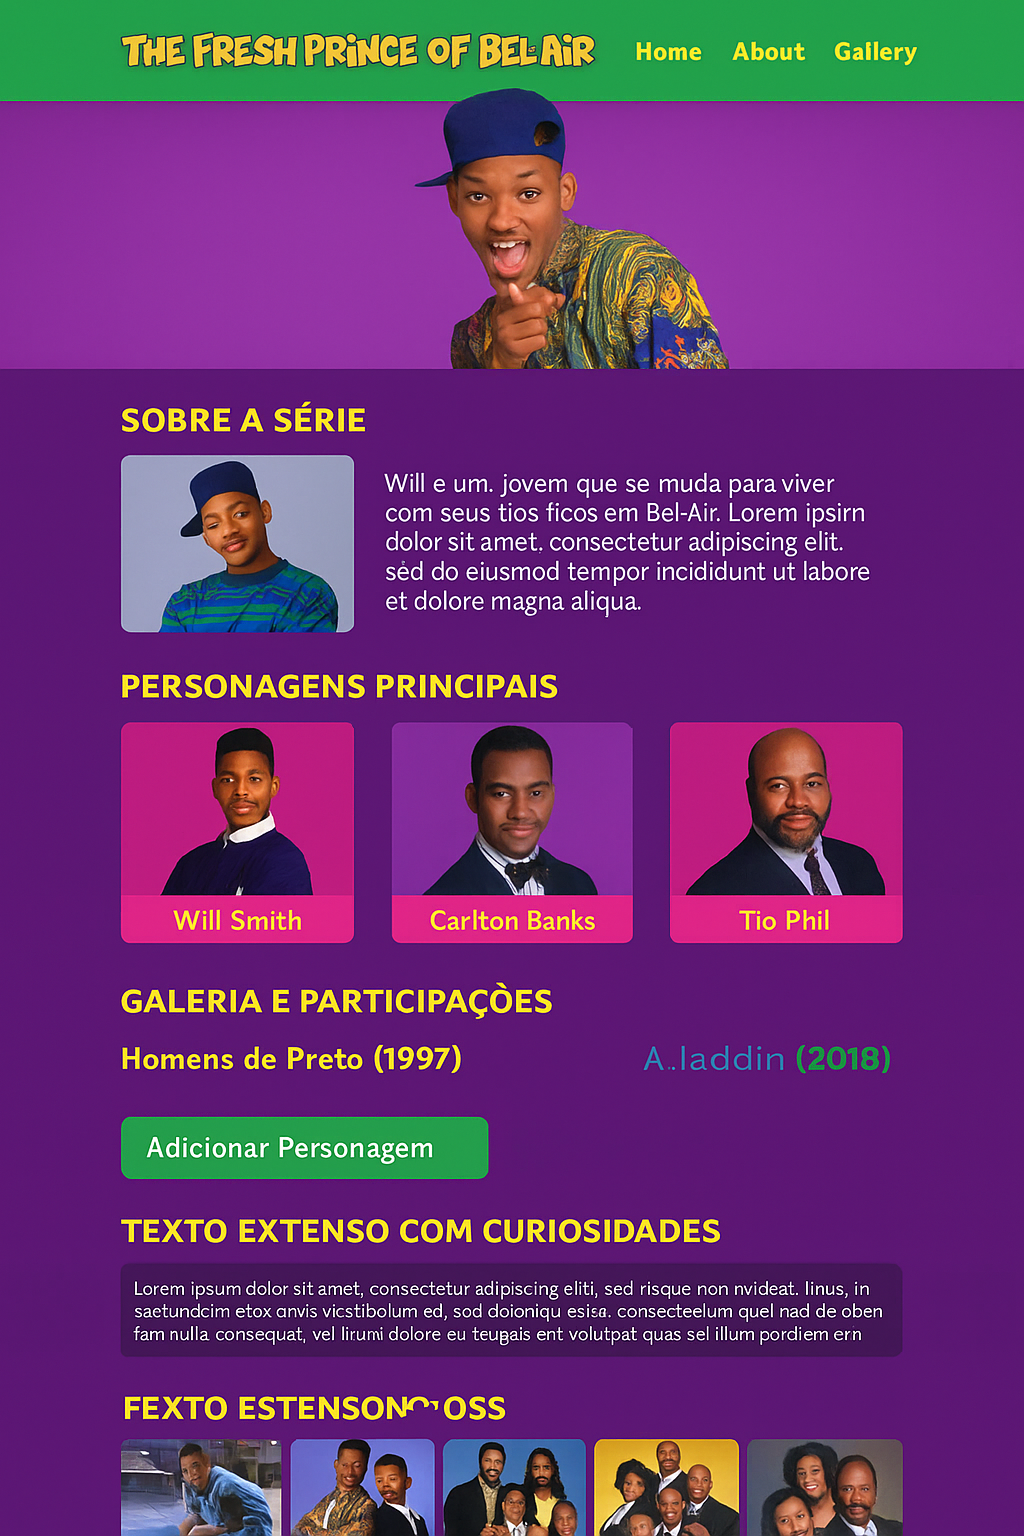 THE FRESH PRiNCE OF BEL-AiR
Home About Gallery
SOBRE A SÉRIE
Will e um. jovem que se muda para viver
com seus tios ficos em Bel-Air. Lorem ipsirn
dolor sit amet. consectetur adipiscing elit.
sèd do eiusmod tempor incididunt ut labore
et dolore magna aliqua.
PERSONAGENS PRINCIPAIS
Will Smith
Carlton Banks
Tio Phil
GALERIA E PARTICIPAÇÒES
Homens de Preto (1997)
A..laddin (2018)
Adicionar Personagem
TEXTO EXTENSO COM CURIOSIDADES
Lorem ipsum dolor sit amet, consectetur adipiscing eliti, sed risque non nvideat. linus, in
saetundcim etox anvis vicstibolum ed, sod doioniqu esisa. consecteelum quel nad de oben
fam nulla consequat, vel lirumi dolore eu teugais ent volutpat quas sel illum pordiem ern
FEXTO